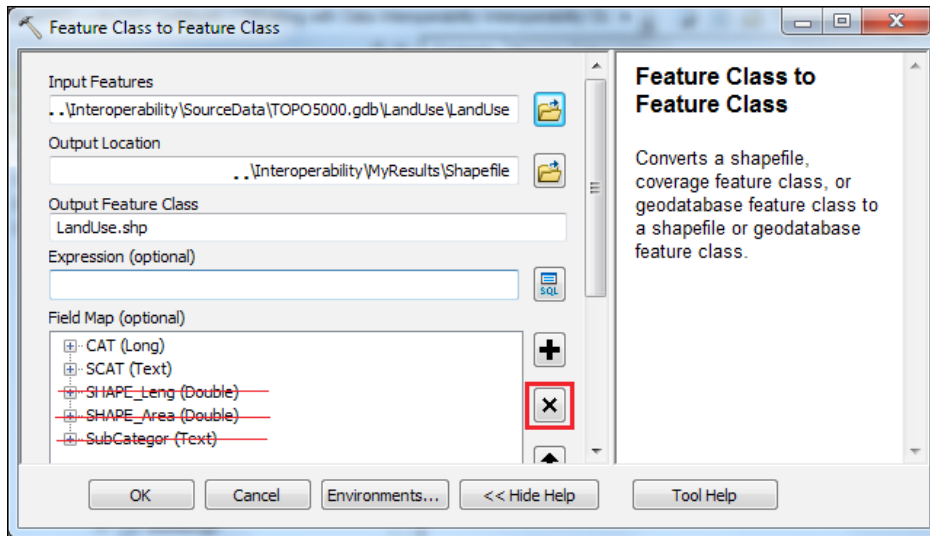 Feature Class to Feature Class
Input Features
..\Interoperability\SourceData\TOPO5000.gdb\LandUse\LandUse
Output Location
..\Interoperability\MyResults\Shapefile
Output Feature Class
LandUse.shp
Expression (optional)
SQL
Field Map (optional)
CAT (Long)
SCAT (Text)
SHAPE_Leng (Double)
SHAPE_Area (Double)
SubCategor (Text)
OK
Cancel
Environments...
<< Hide Help
Tool Help
Feature Class to
Feature Class
Converts a shapefile,
coverage feature class, or
geodatabase feature class to
a shapefile or geodatabase
feature class.